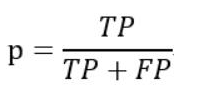 p = TP / TP + FP